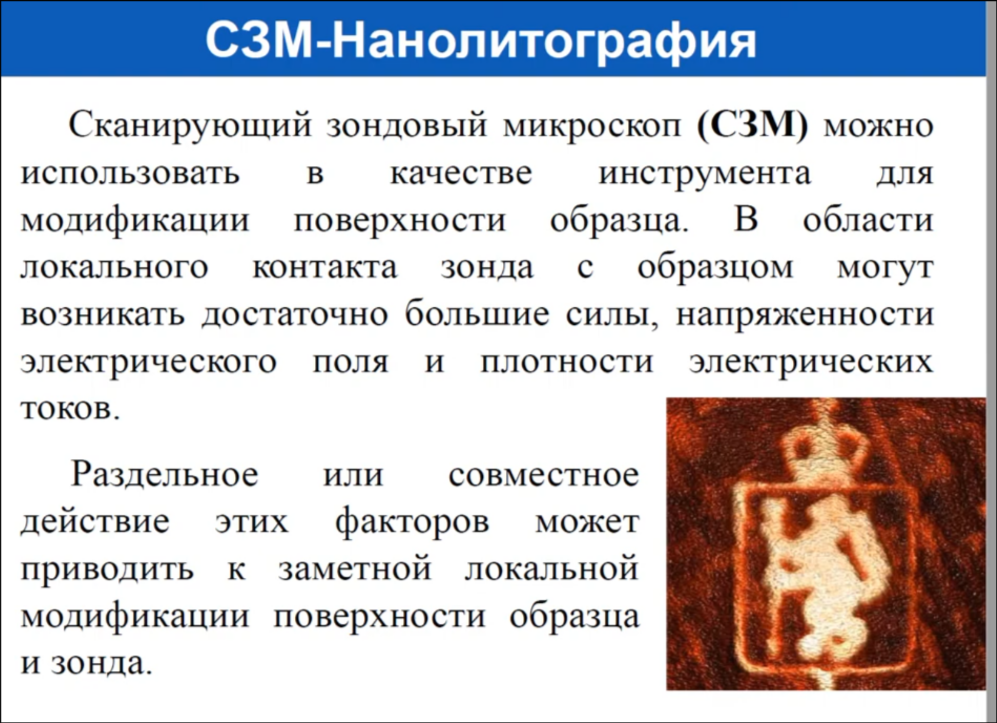 СЗМ-Нанолитография
Сканирующий зондовый микроскоп (СЗМ) можно
использовать в качестве инструмента для
модификации поверхности образца. В области
локального контакта зонда с образцом могут
возникать достаточно большие силы, напряженности
электрического поля и плотности электрических
токов.
Раздельное или совместное
действие этих факторов может
приводить к заметной локальной
модификации поверхности образца
и зонда.